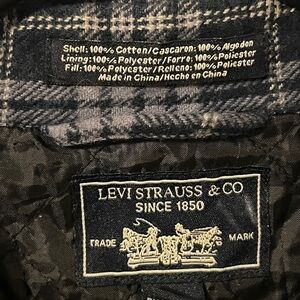 Shell: 100% Cotton/Cascaron: 100% Algodon
Lining: 100% Polyester/Forro: 100% Poliester
Fill: 100% Polyester/Relleno: 100% Poliester
Made in China/Hecho en China
LEVI STRAUSS & CO
SINCE 1850
TRADE MARK